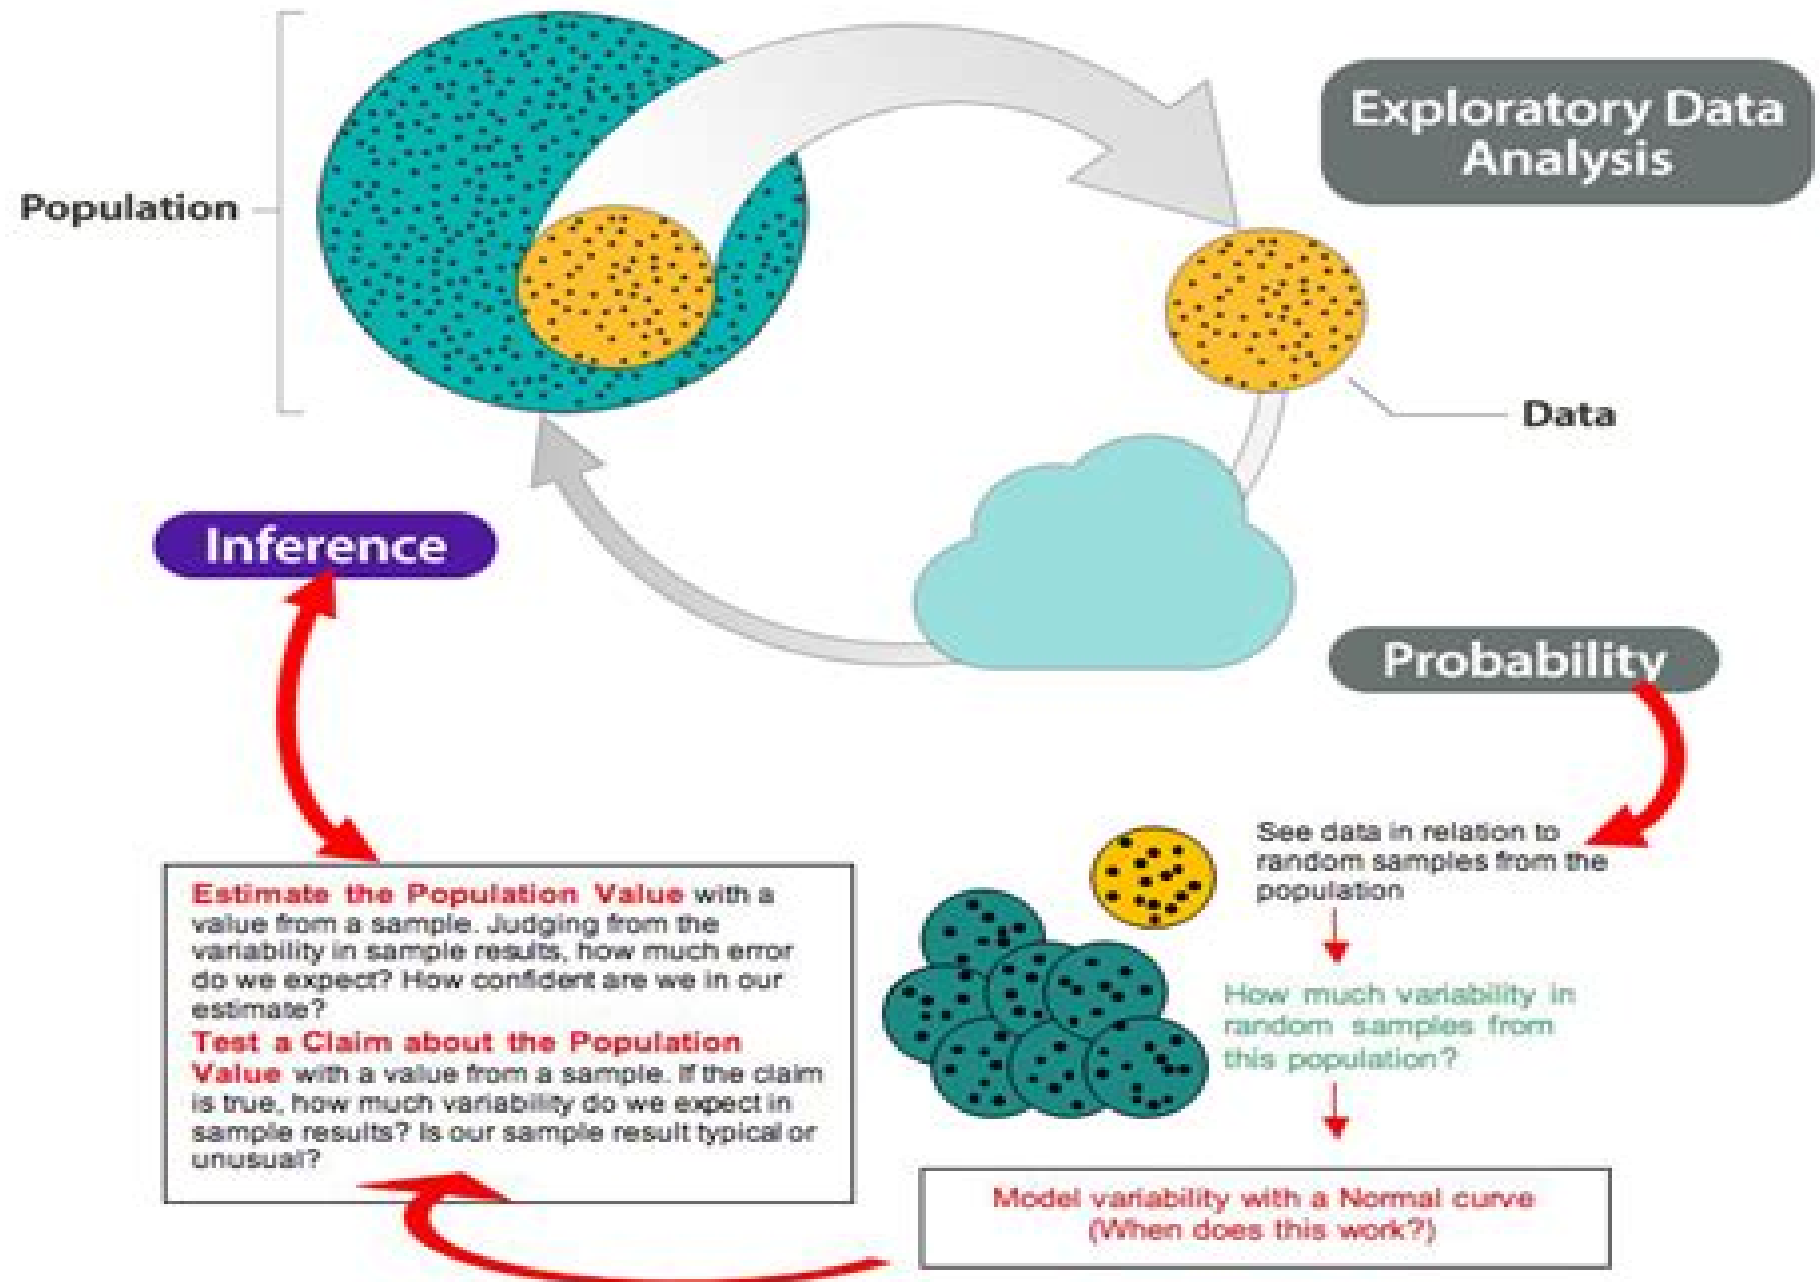 Exploratory Data
Analysis
Population
Data
Inference
Probability
See data in relation to
random samples from the
population
How much variability in
random samples from
this population?
Model variability with a Normal curve
(When does this work?)
Estimate the Population Value with a
value from a sample. Judging from the
variability in sample results, how much error
do we expect? How confident are we in our
estimate?
Test a Claim about the Population
Value with a value from a sample. If the claim
is true, how much variability do we expect in
sample results? Is our sample result typical or
unusual?